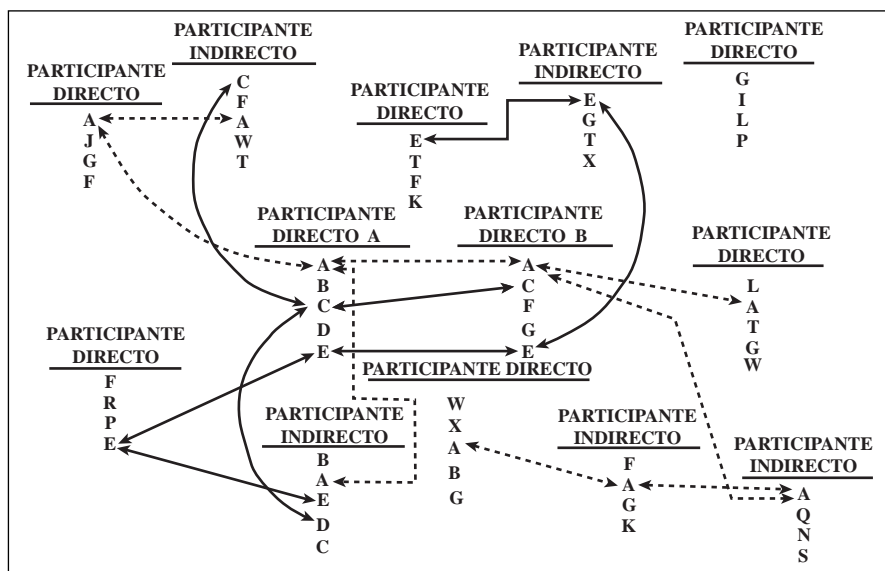 PARTICIPANTE
INDIRECTO
C
F
A
W
T
PARTICIPANTE
INDIRECTO
E
G
T
X
PARTICIPANTE
DIRECTO
G
I
L
P
PARTICIPANTE
DIRECTO
A
J
G
F
PARTICIPANTE
DIRECTO
E
T
F
K
PARTICIPANTE
DIRECTO A
A
B
C
D
E
PARTICIPANTE
DIRECTO B
A
C
F
G
E
PARTICIPANTE
DIRECTO
L
A
T
G
W
PARTICIPANTE
DIRECTO
F
R
P
E
PARTICIPANTE DIRECTO
W
X
A
B
G
PARTICIPANTE
INDIRECTO
B
A
E
D
C
PARTICIPANTE
INDIRECTO
F
A
G
K
PARTICIPANTE
INDIRECTO
A
Q
N
S